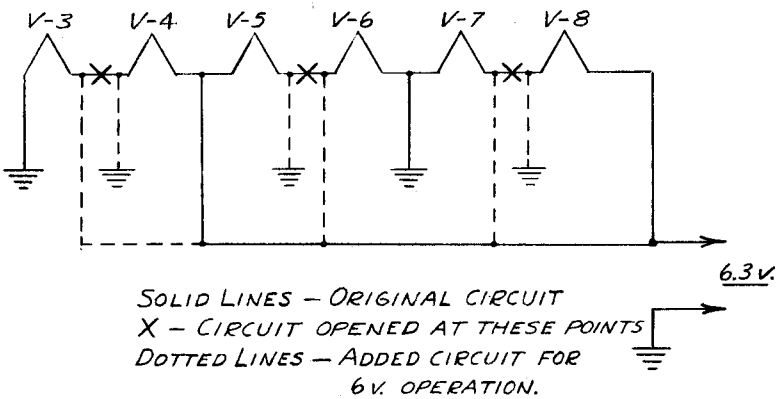 V-3 V-4 V-5 V-6 V-7 V-8
6.3 V.
SOLID LINES – ORIGINAL CIRCUIT
X – CIRCUIT OPENED AT THESE POINTS
DOTTED LINES – ADDED CIRCUIT FOR
6 V. OPERATION.